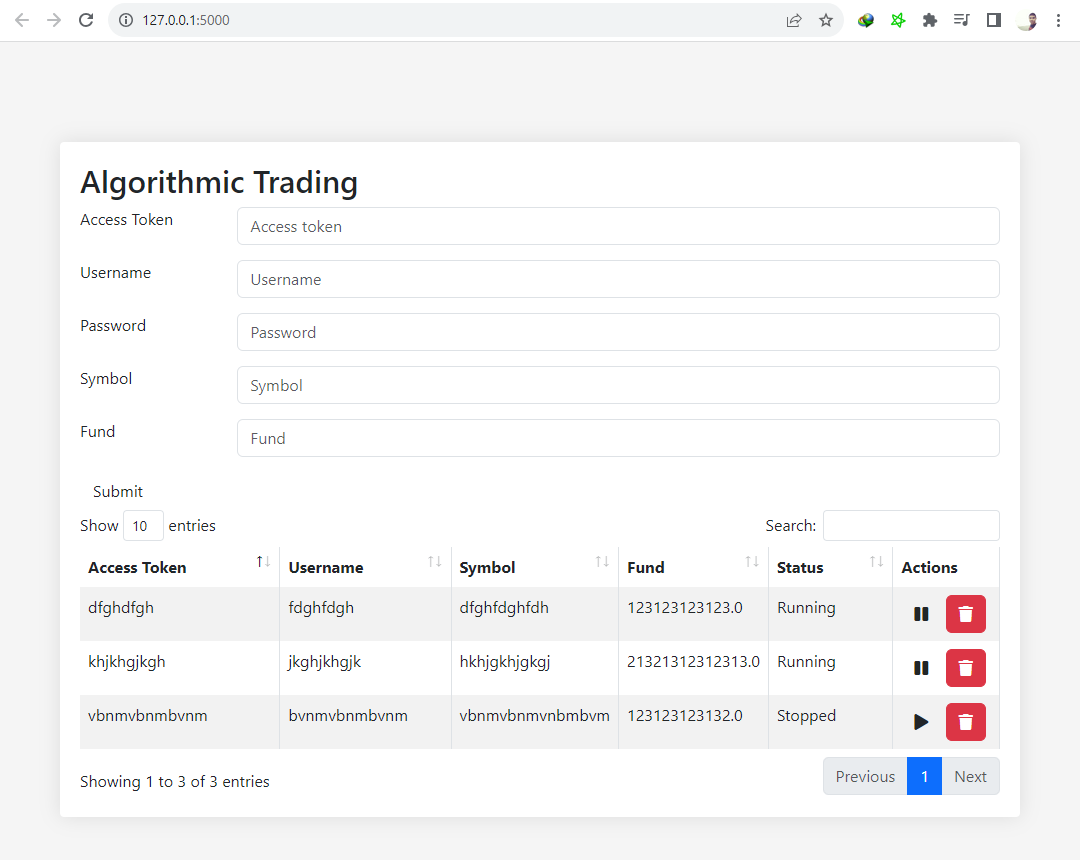 127.0.0.1:5000
Algorithmic Trading
Access Token Access token
Username Username
Password Password
Symbol Symbol
Fund Fund
Submit
Show 10 entries Search:
Access Token Username Symbol Fund Status Actions
dfghdfgh fdghfdgh dfghfdghfdh 123123123123.0 Running
khjkhgjkgh jkghjkhgjk hkhjgkhjgkgj 21321312312313.0 Running
vbnmvbnmbvnm bvnmvbnmbvnm vbnmvbnmvnbmbvm 123123123132.0 Stopped
Showing 1 to 3 of 3 entries Previous 1 Next